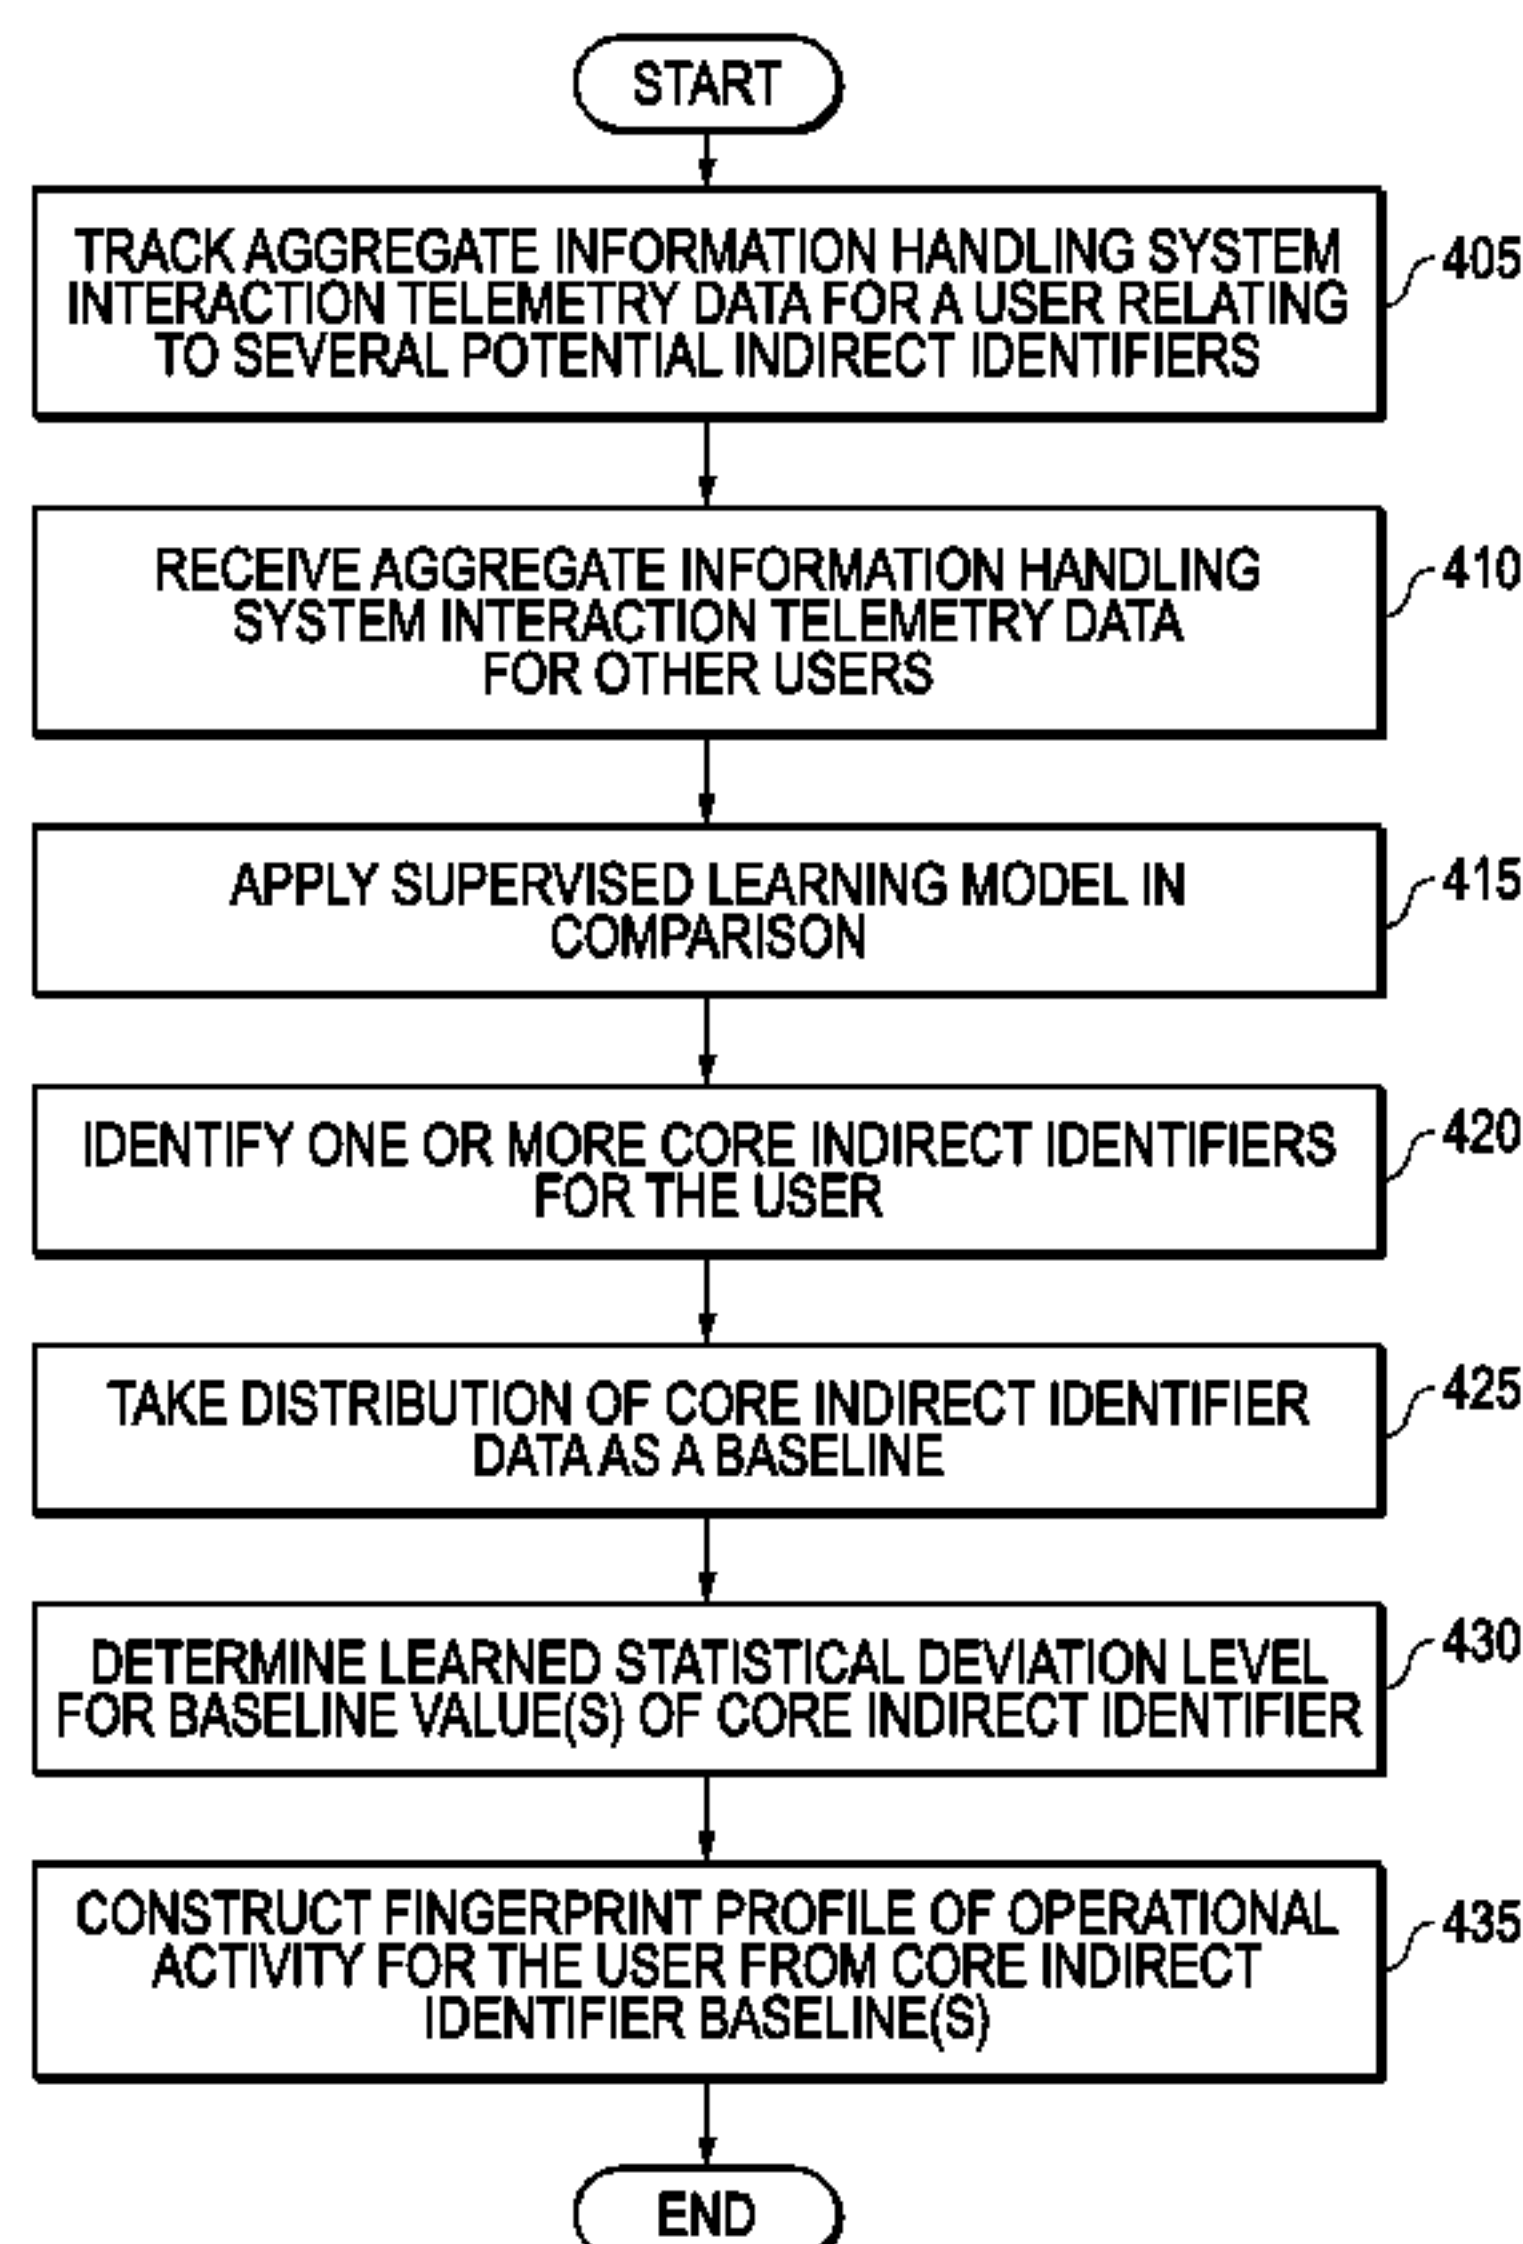 START
TRACK AGGREGATE INFORMATION HANDLING SYSTEM
INTERACTION TELEMETRY DATA FOR A USER RELATING
TO SEVERAL POTENTIAL INDIRECT IDENTIFIERS
405
RECEIVE AGGREGATE INFORMATION HANDLING
SYSTEM INTERACTION TELEMETRY DATA
FOR OTHER USERS
410
APPLY SUPERVISED LEARNING MODEL IN
COMPARISON
415
IDENTIFY ONE OR MORE CORE INDIRECT IDENTIFIERS
FOR THE USER
420
TAKE DISTRIBUTION OF CORE INDIRECT IDENTIFIER
DATA AS A BASELINE
425
DETERMINE LEARNED STATISTICAL DEVIATION LEVEL
FOR BASELINE VALUE(S) OF CORE INDIRECT IDENTIFIER
430
CONSTRUCT FINGERPRINT PROFILE OF OPERATIONAL
ACTIVITY FOR THE USER FROM CORE INDIRECT
IDENTIFIER BASELINE(S)
435
END